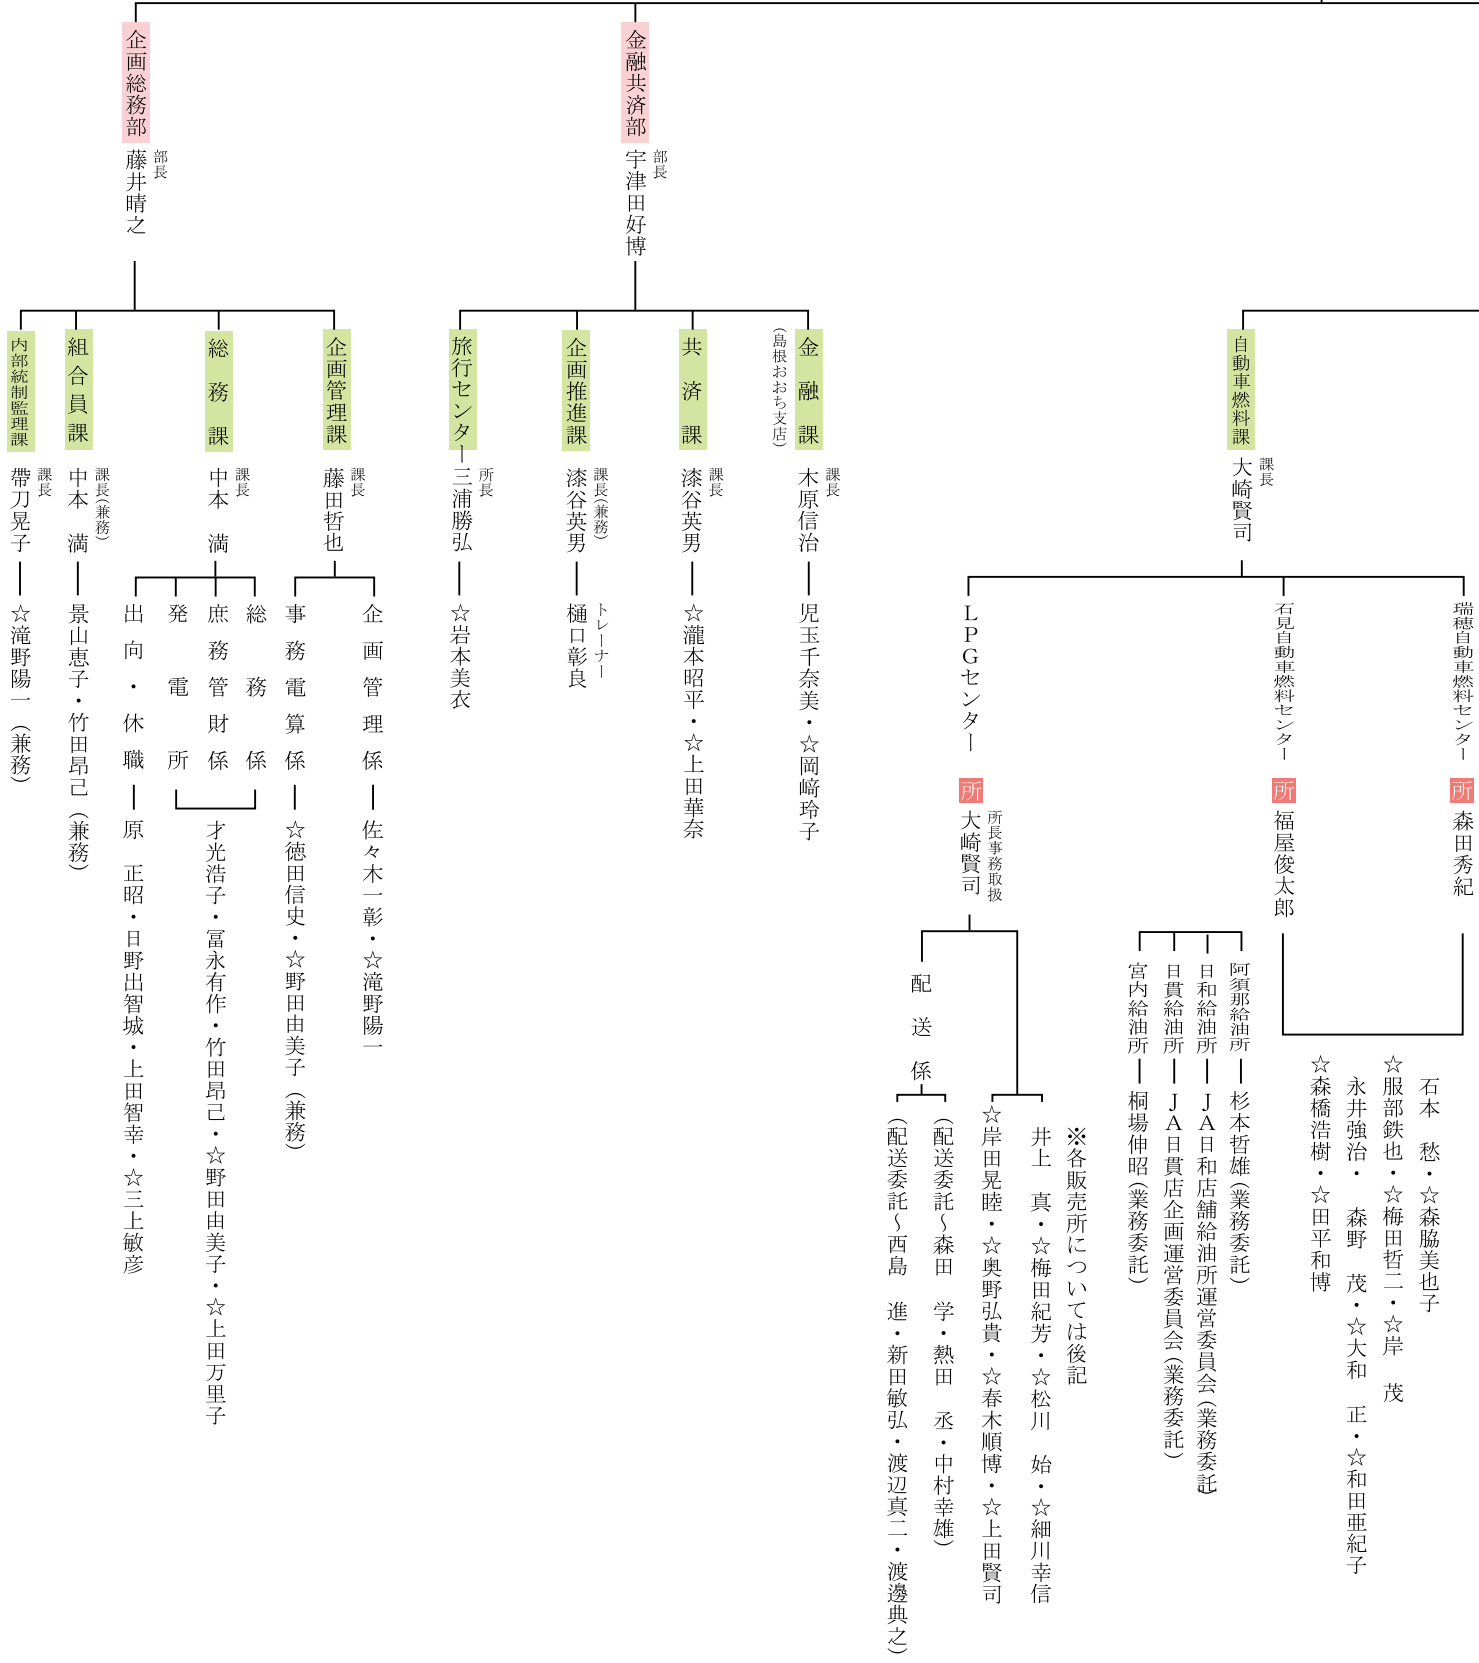 自動車燃料課
課長
大崎賢司
瑞穂自動車燃料センター
所
森田秀紀
石見自動車燃料センター
所
福屋俊太郎
石本　愁・☆森脇美也子
☆服部鉄也・☆梅田哲二・☆岸　茂
永井強治・　森野　茂・☆大和　正・☆和田亜紀子
☆森橋浩樹・☆田平和博
阿須那給油所
杉本哲雄(業務委託)
日和給油所
ＪＡ日和店舗給油所運営委員会(業務委託)
日貫給油所
ＪＡ日貫店企画運営委員会(業務委託)
宮内給油所
桐場伸昭(業務委託)
ＬＰＧセンター
所
所長事務取扱
大崎賢司
※各販売所については後記
井上　真・☆梅田紀芳・☆松川　始・☆細川幸信
☆岸田晃睦・☆奥野弘貴・☆春木順博・☆上田賢司
配送係
(配送委託～森田　学・熱田　丞・中村幸雄)
(配送委託～西島　進・新田敏弘・渡辺真二・渡邊典之)
金融共済部
部長
宇津田好博
金融課
(島根おおち支店)
課長
木原信治
児玉千奈美・☆岡﨑玲子
共済課
課長
漆谷英男
☆瀧本昭平・☆上田華奈
企画推進課
課長(兼務)
漆谷英男
トレーナー
樋口彰良
旅行センター
所長
三浦勝弘
☆岩本美衣
企画総務部
部長
藤井晴之
企画管理課
課長
藤田哲也
企画管理係
佐々木一彰・☆滝野陽一
事務電算係
☆徳田信史・☆野田由美子(兼務)
総務課
課長
中本　満
総務係
庶務管財係
発電所
才光浩子・冨永有作・竹田昂己・☆野田由美子・☆上田万里子
出向・休職
原　正昭・日野出智城・上田智幸・☆三上敏彦
組合員課
課長(兼務)
中本　満
景山恵子・竹田昂己(兼務)
内部統制監理課
課長
帶刀晃子
☆滝野陽一(兼務)